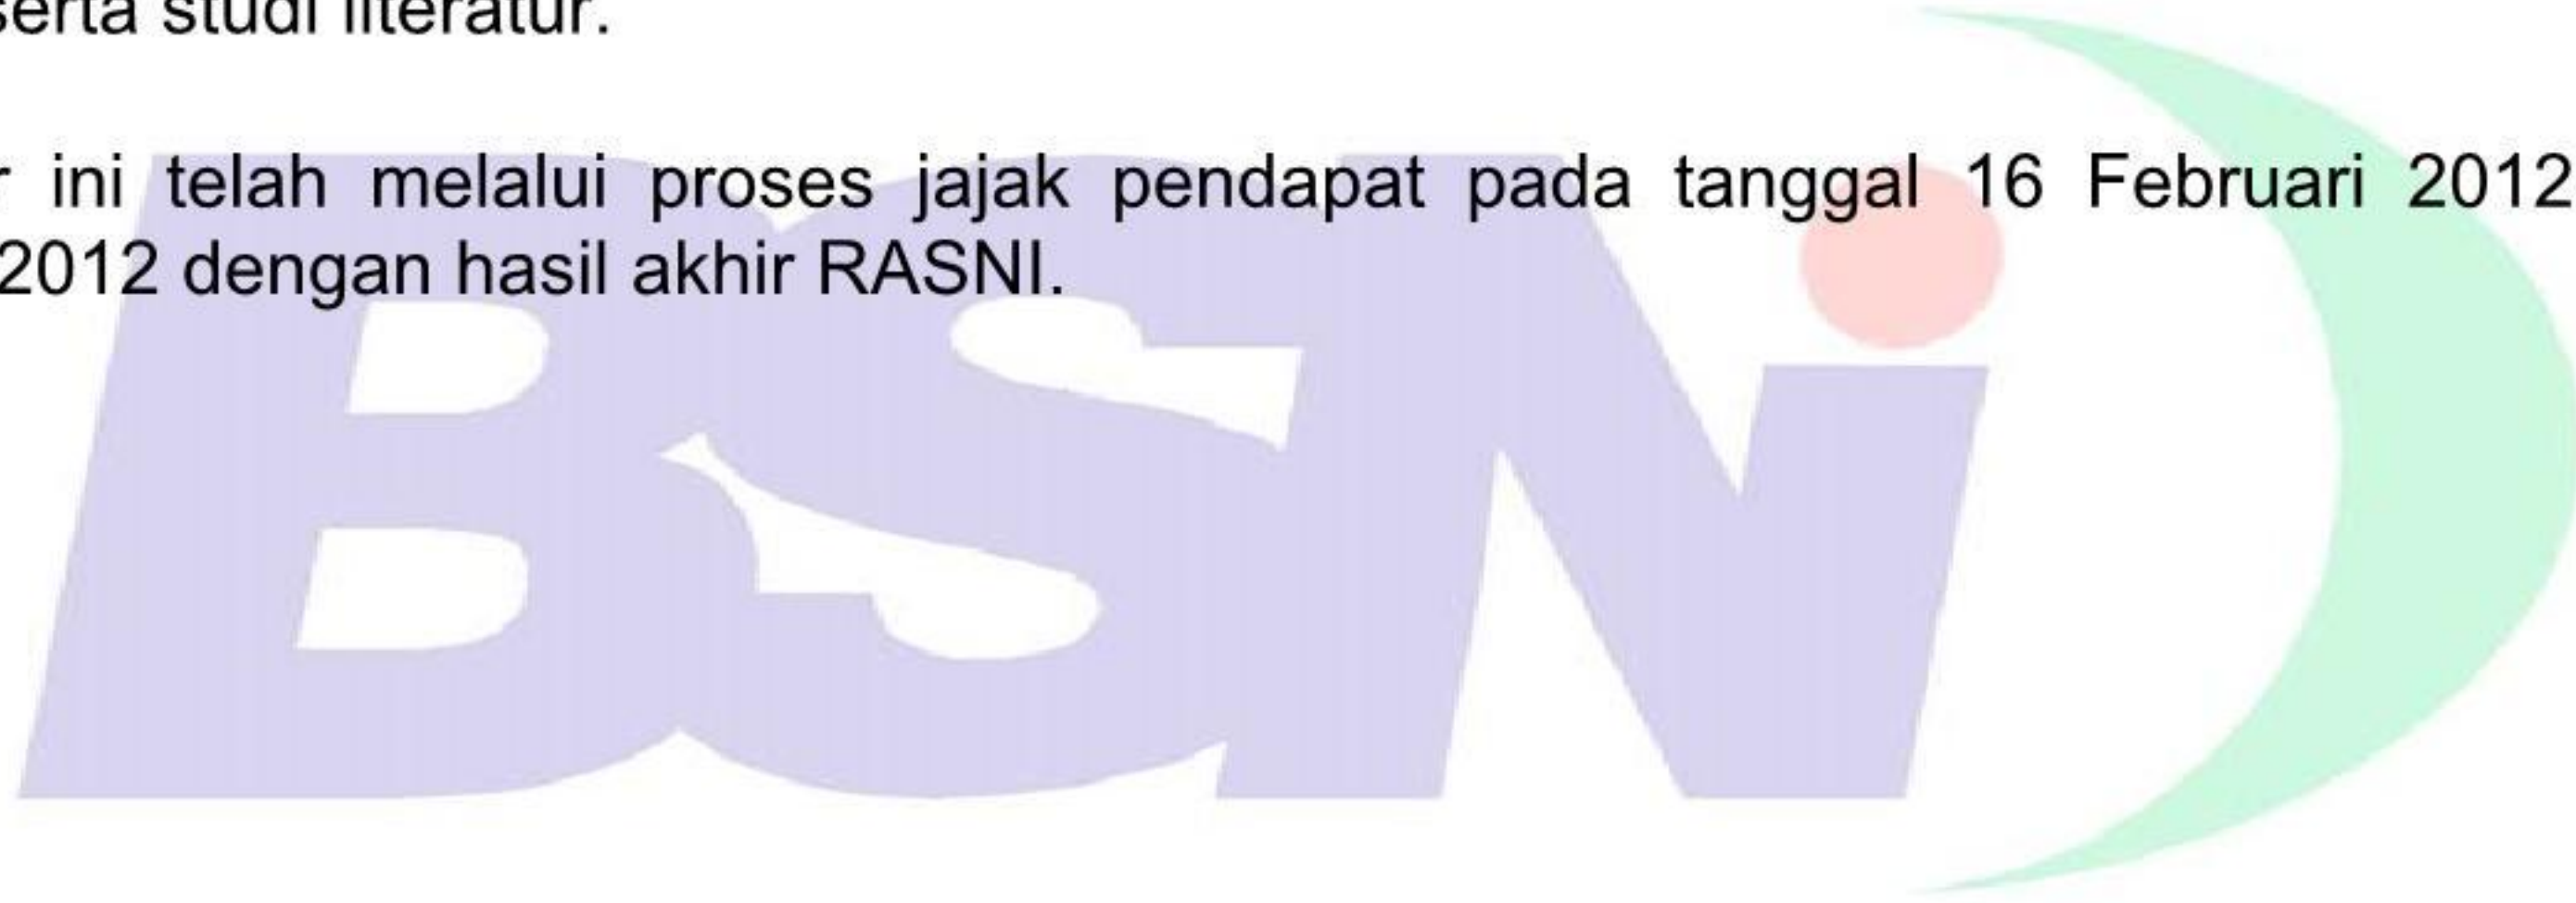 serta studi literatur.
r ini telah melalui proses jajak pendapat pada tanggal 16 Februari 2012
2012 dengan hasil akhir RASNI.
BSNi